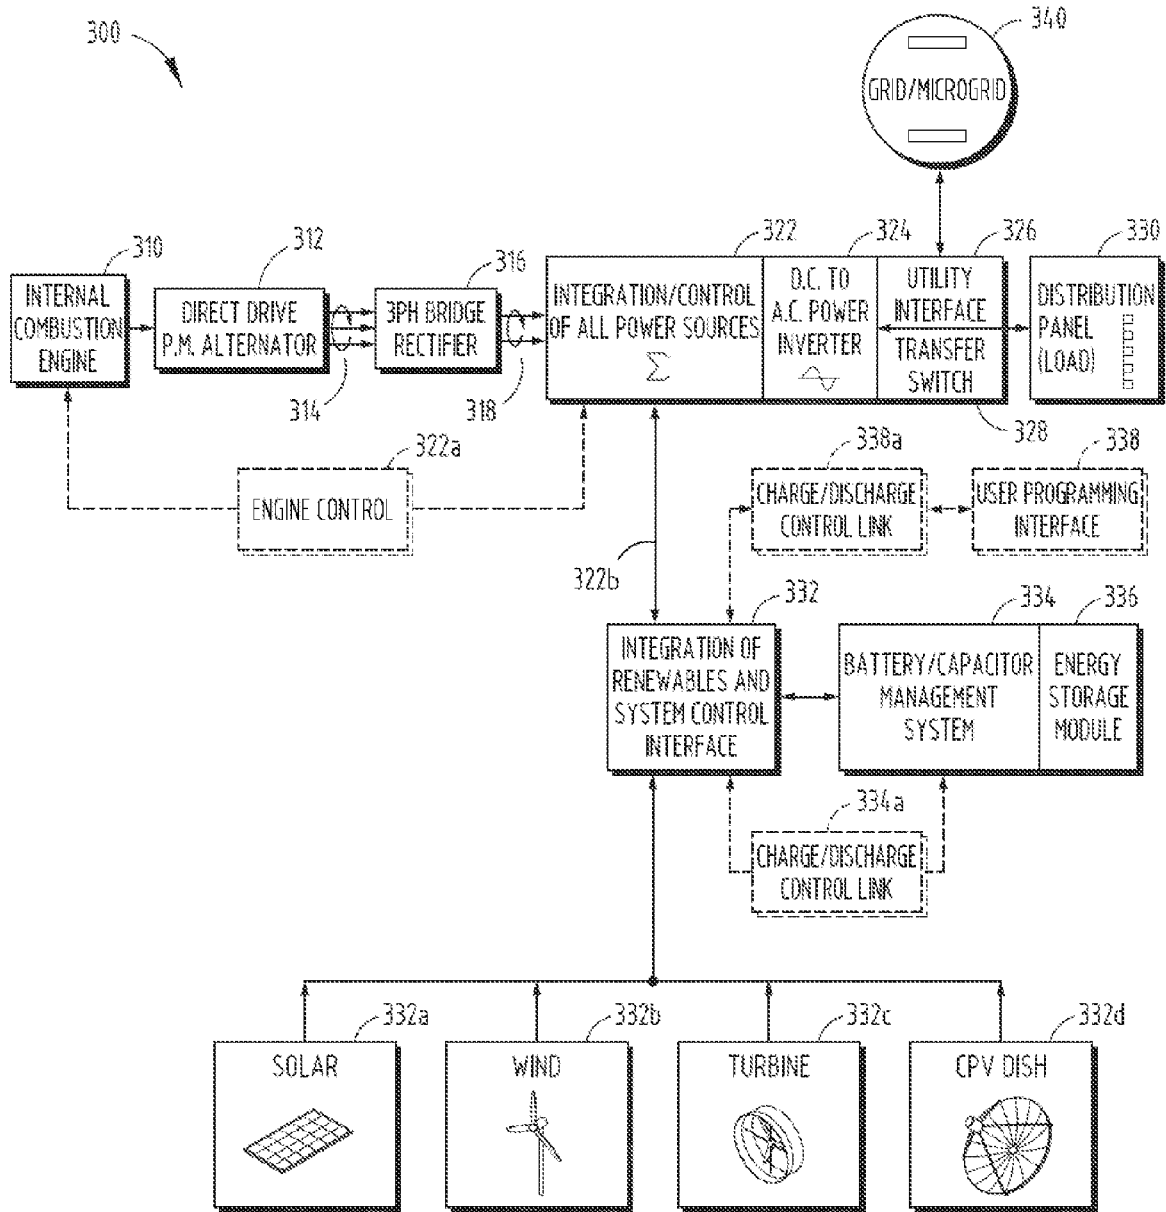 300
340
GRID/MICROGRID
310
312
316
322
324
326
330
INTERNAL
COMBUSTION
ENGINE
DIRECT DRIVE
P.M. ALTERNATOR
3PH BRIDGE
RECTIFIER
INTEGRATION/CONTROL
OF ALL POWER SOURCES
Σ
D.C. TO
A.C. POWER
INVERTER
UTILITY
INTERFACE
TRANSFER
SWITCH
DISTRIBUTION
PANEL
(LOAD)
314
318
328
322a
ENGINE CONTROL
338a
CHARGE/DISCHARGE
CONTROL LINK
338
USER PROGRAMMING
INTERFACE
322b
332
INTEGRATION OF
RENEWABLES AND
SYSTEM CONTROL
INTERFACE
334
BATTERY/CAPACITOR
MANAGEMENT
SYSTEM
336
ENERGY
STORAGE
MODULE
334a
CHARGE/DISCHARGE
CONTROL LINK
332a
SOLAR
332b
WIND
332c
TURBINE
332d
CPV DISH